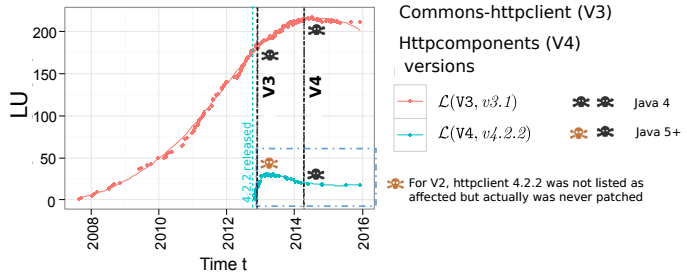 Commons-httpclient (V3)
Httpcomponents (V4)
versions
L(V3, v3.1)
Java 4
L(V4, v4.2.2)
Java 5+
For V2, httpclient 4.2.2 was not listed as
affected but actually was never patched
LU
200
150
100
50
0
V3
V4
4.2.2 released
2008
2010
2012
2014
2016
Time t